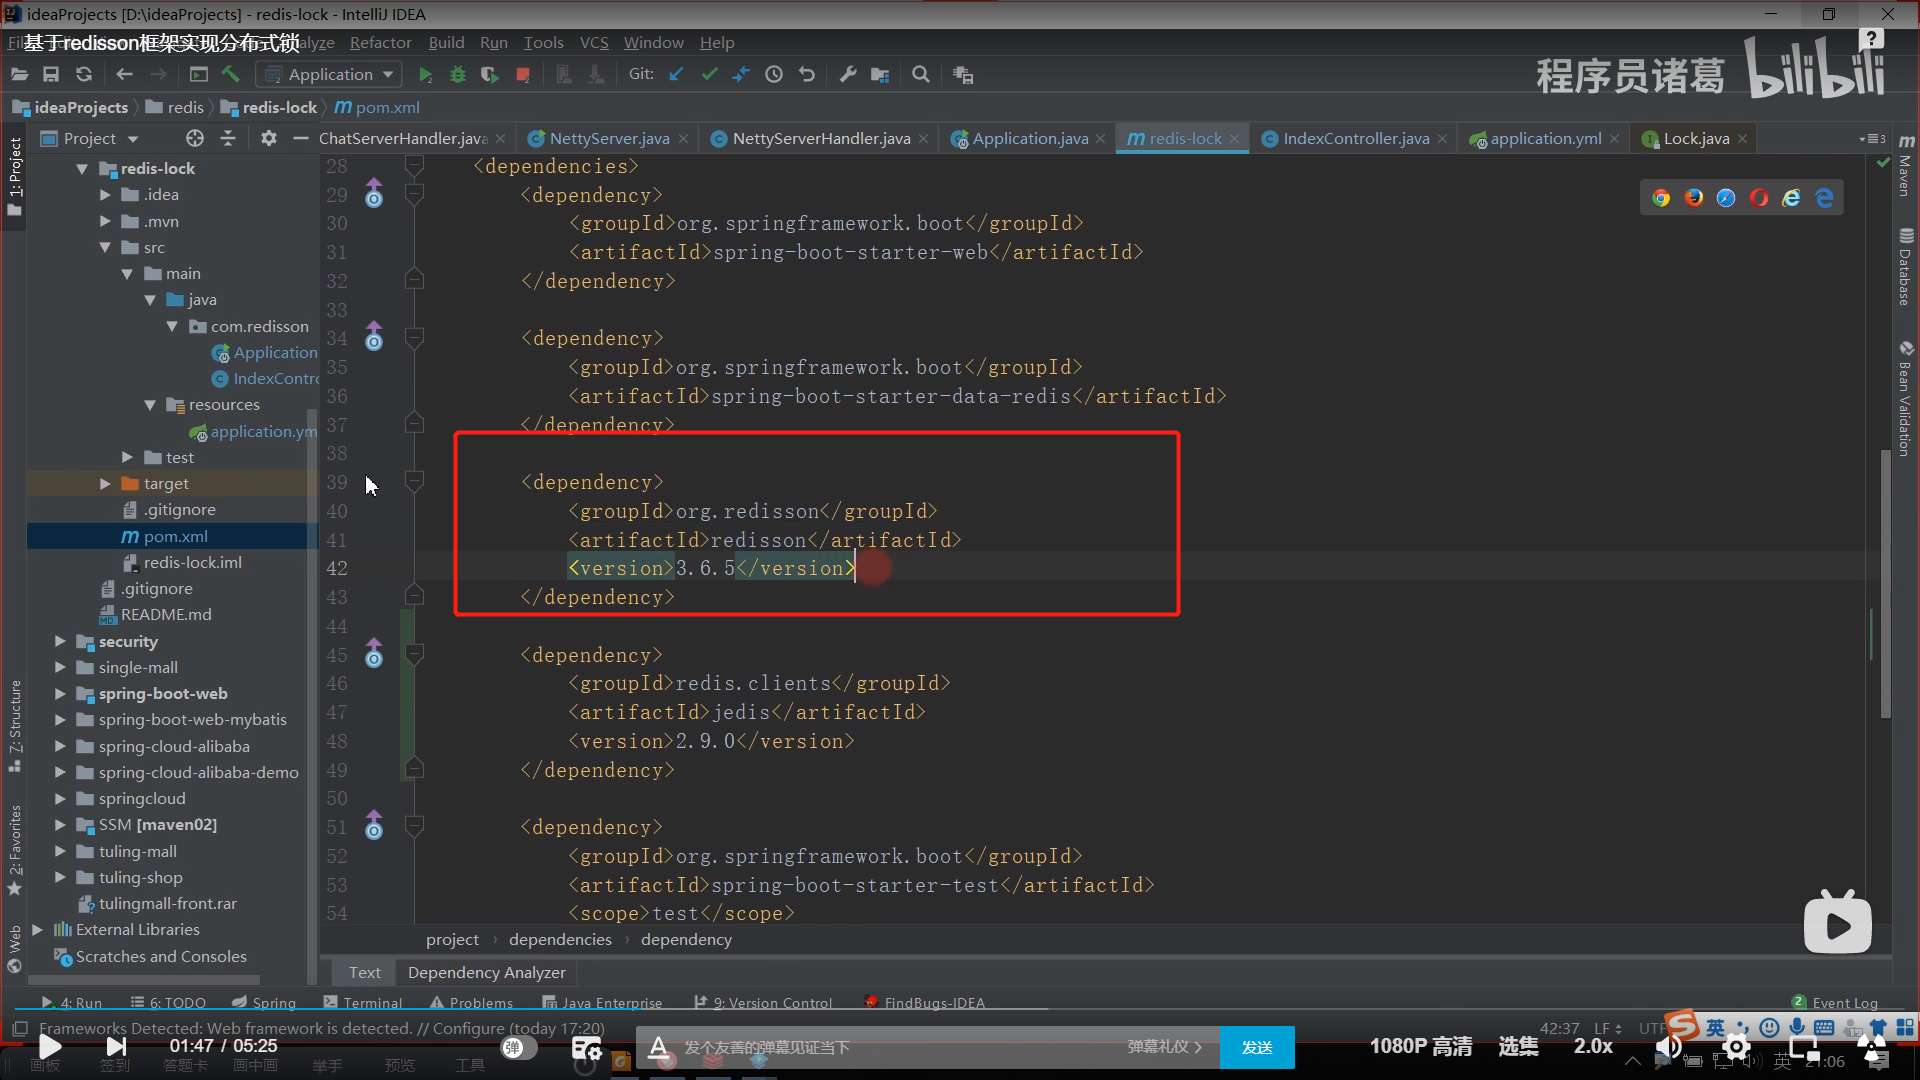 ideaProjects [D:\ideaProjects] - redis-lock - IntelliJ IDEA
基于redisson框架实现分布式锁
Refactor Build Run Tools VCS Window Help
Application Git:
程序员诸葛 bilibili
ideaProjects redis redis-lock pom.xml
Project
ChatServerHandler.java NettyServer.java NettyServerHandler.java Application.java redis-lock IndexController.java application.yml Lock.java
1: Project
7: Structure
2: Favorites
Web
redis-lock
.idea
.mvn
src
main
java
com.redisson
Application
IndexContro
resources
application.ym
test
target
.gitignore
pom.xml
redis-lock.iml
.gitignore
README.md
security
single-mall
spring-boot-web
spring-boot-web-mybatis
spring-cloud-alibaba
spring-cloud-alibaba-demo
springcloud
SSM [maven02]
tuling-mall
tuling-shop
tulingmall-front.rar
External Libraries
Scratches and Consoles
28 <dependencies>
29 <dependency>
30 <groupId>org.springframework.boot</groupId>
31 <artifactId>spring-boot-starter-web</artifactId>
32 </dependency>
33
34 <dependency>
35 <groupId>org.springframework.boot</groupId>
36 <artifactId>spring-boot-starter-data-redis</artifactId>
37 </dependency>
38
39 <dependency>
40 <groupId>org.redisson</groupId>
41 <artifactId>redisson</artifactId>
42 <version>3.6.5</version>
43 </dependency>
44
45 <dependency>
46 <groupId>redis.clients</groupId>
47 <artifactId>jedis</artifactId>
48 <version>2.9.0</version>
49 </dependency>
50
51 <dependency>
52 <groupId>org.springframework.boot</groupId>
53 <artifactId>spring-boot-starter-test</artifactId>
54 <scope>test</scope>
Maven
Database
Bean Validation
project dependencies dependency
Text Dependency Analyzer
4: Run 6: TODO Spring Terminal Problems Java Enterprise 9: Version Control FindBugs-IDEA 2 Event Log
Frameworks Detected: Web framework is detected. // Configure (today 17:20) 42:37 LF UTF 英
01:47 / 05:25 弹 发个友善的弹幕见证当下 弹幕礼仪 发送 1080P 高清 选集 2.0x
画板 签到 答题卡 画中画 举手 预览 工具 英 21:06